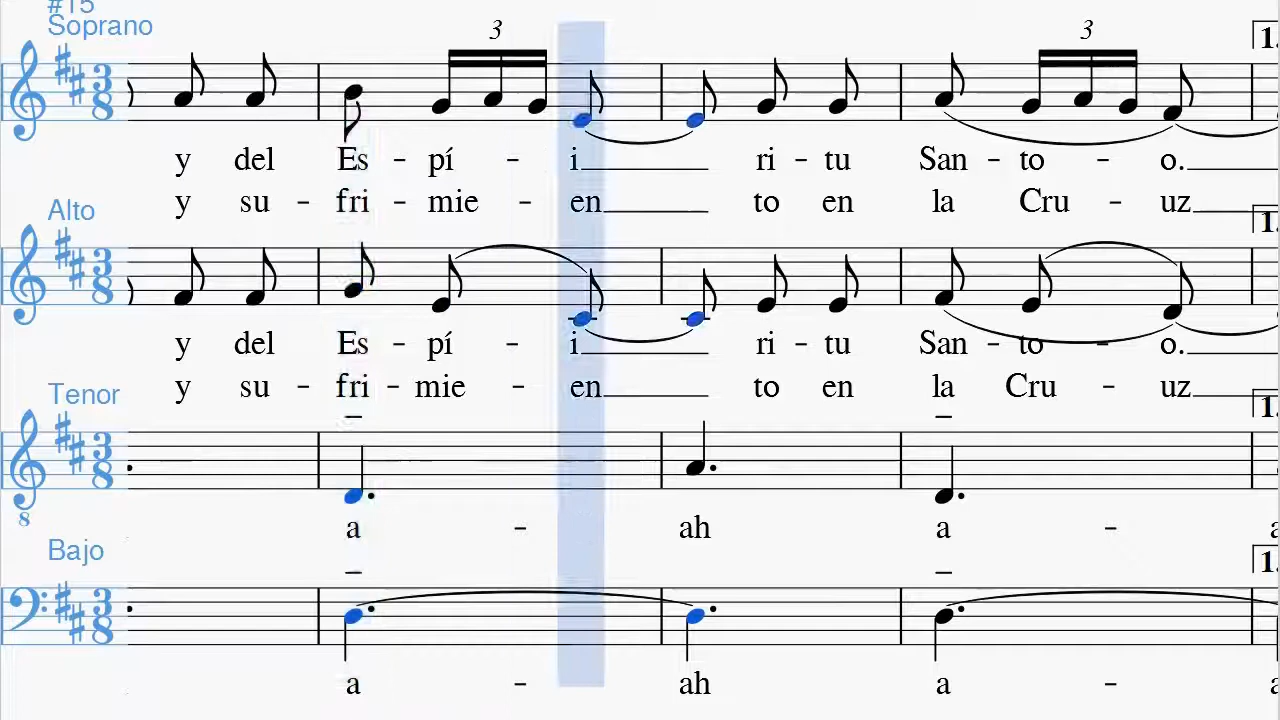 #15
Soprano
3 3 1.
y del Es - pí - i ri - tu San - to - o.
y su - fri - mie - en to en la Cru - uz
Alto
1.
y del Es - pí - i ri - tu San - to - o.
y su - fri - mie - en to en la Cru - uz
Tenor
1.
8
a - ah a - a
Bajo
1.
a - ah a - a